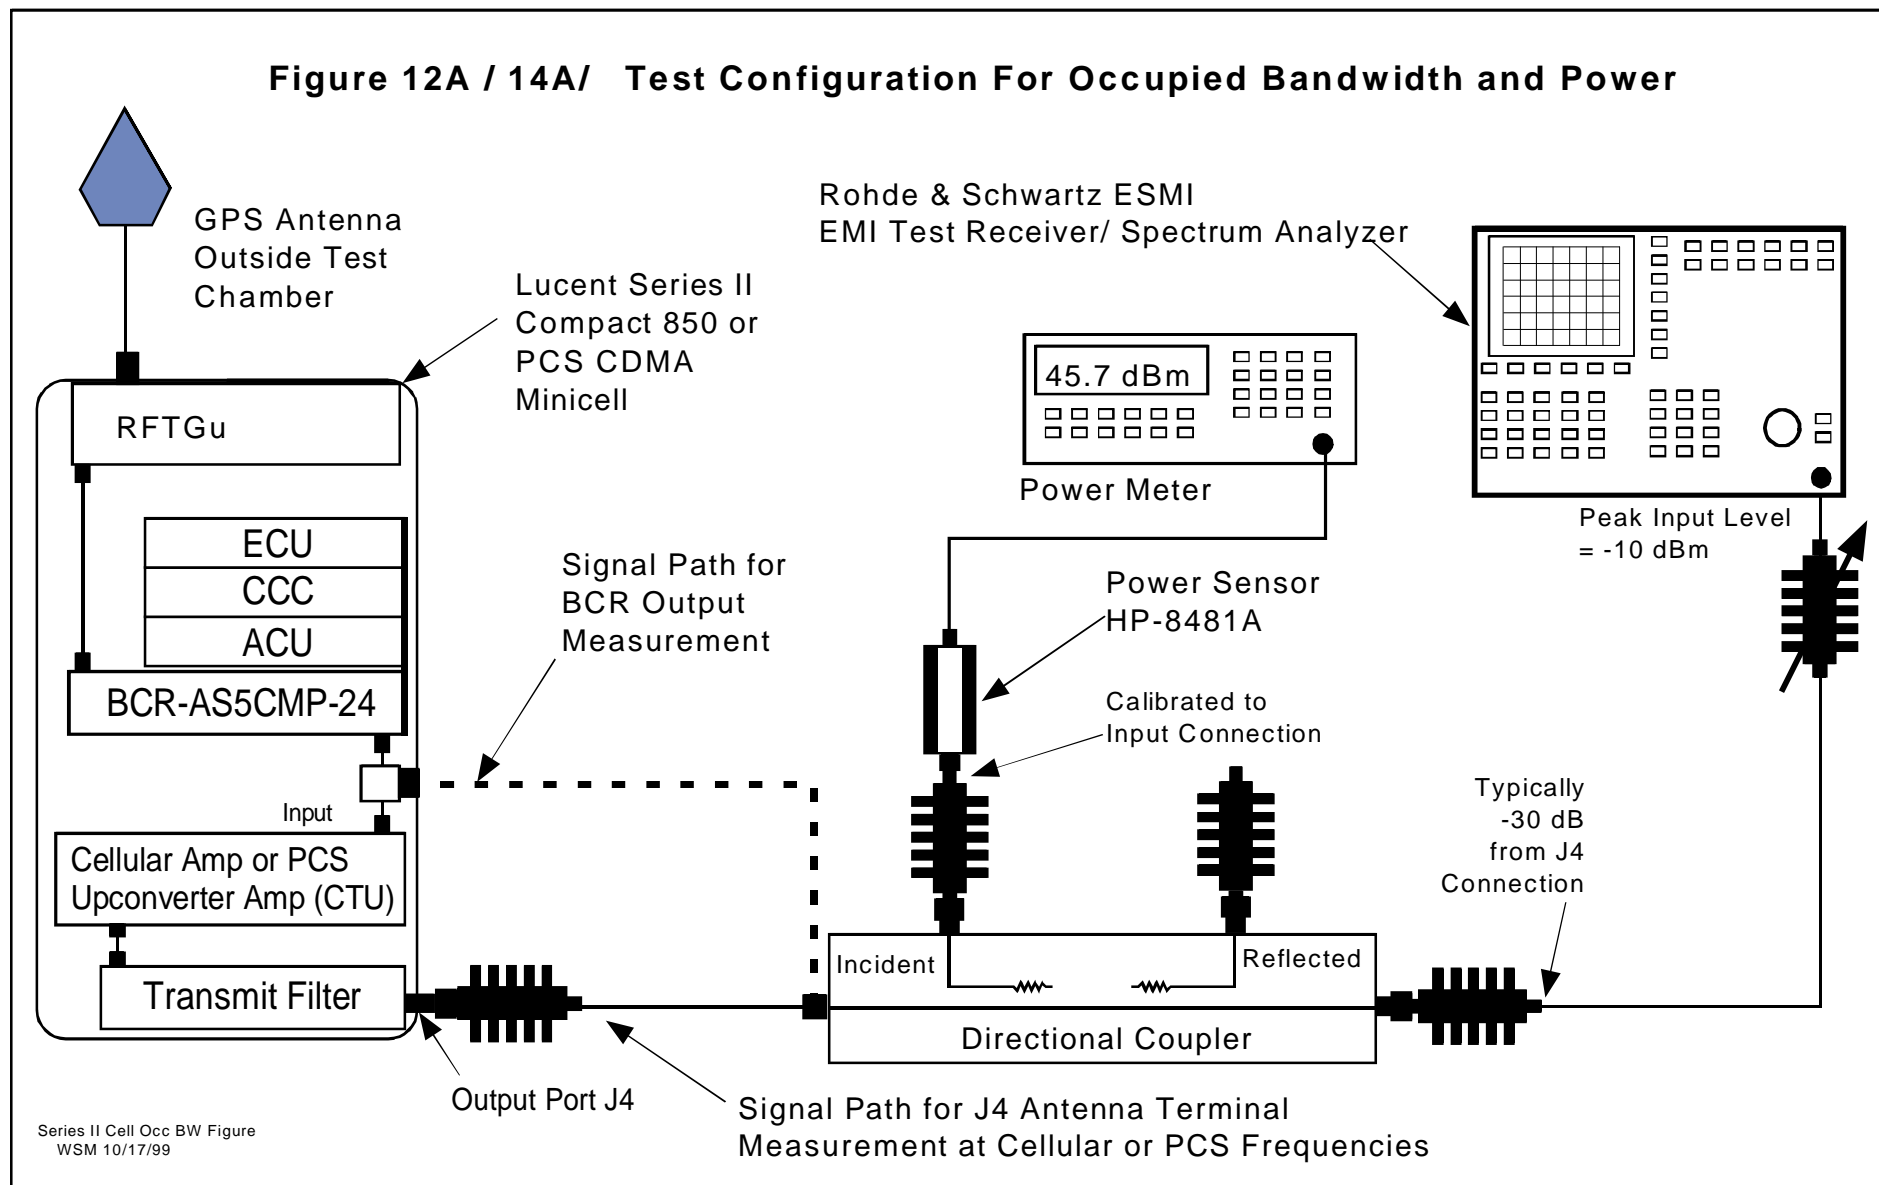 Figure 12A / 14A/ Test Configuration For Occupied Bandwidth and Power
GPS Antenna
Outside Test
Chamber
Lucent Series II
Compact 850 or
PCS CDMA
Minicell
Rohde & Schwartz ESMI
EMI Test Receiver/ Spectrum Analyzer
45.7 dBm
Power Meter
Peak Input Level
= -10 dBm
RFTGu
ECU
CCC
ACU
BCR-AS5CMP-24
Input
Cellular Amp or PCS
Upconverter Amp (CTU)
Transmit Filter
Signal Path for
BCR Output
Measurement
Power Sensor
HP-8481A
Calibrated to
Input Connection
Typically
-30 dB
from J4
Connection
Incident
Reflected
Directional Coupler
Output Port J4
Signal Path for J4 Antenna Terminal
Measurement at Cellular or PCS Frequencies
Series II Cell Occ BW Figure
WSM 10/17/99